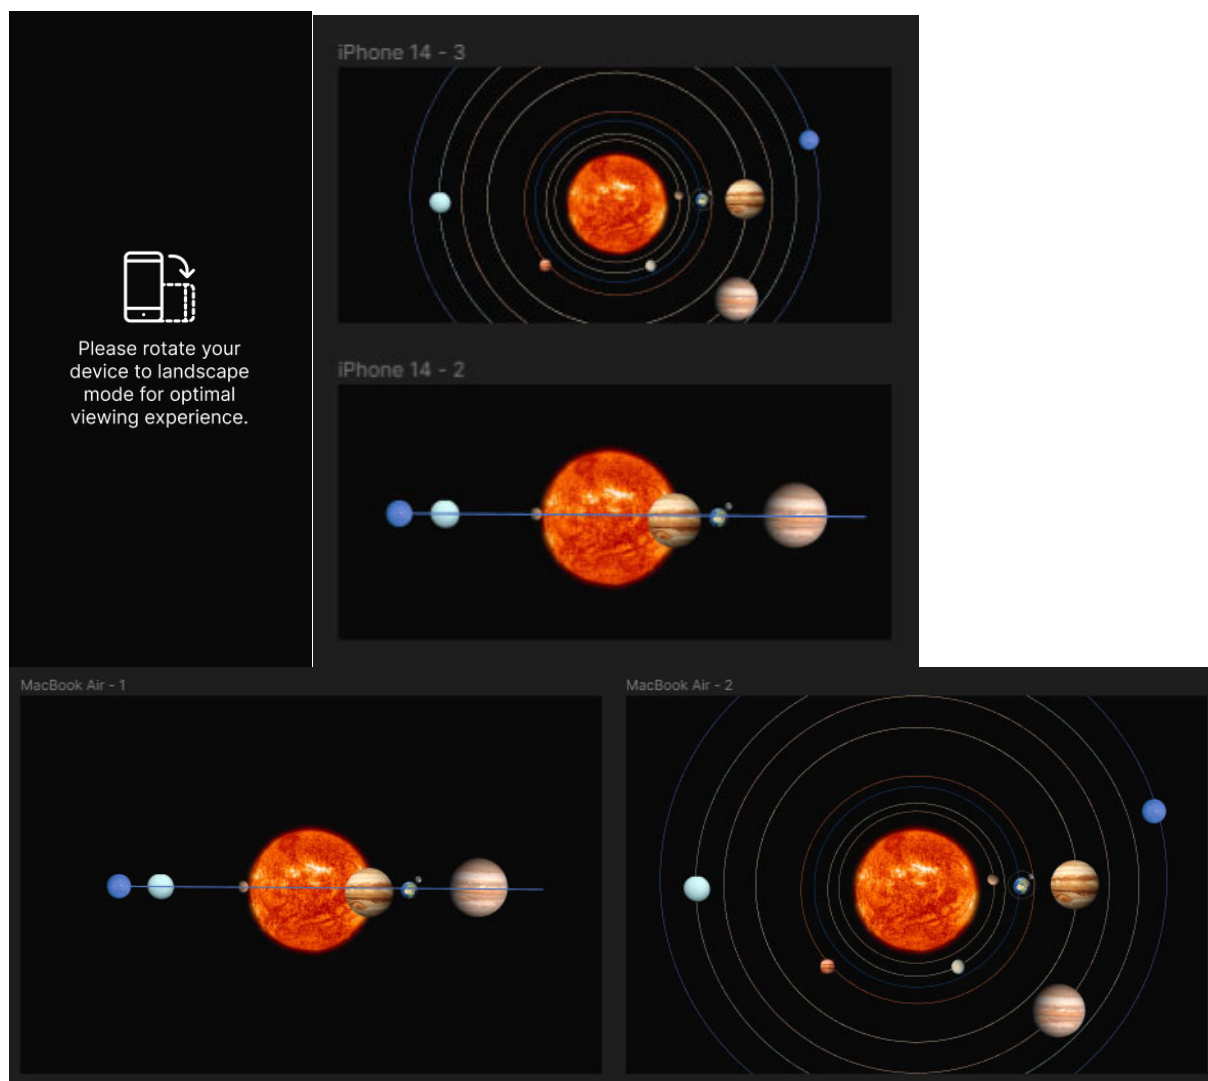 iPhone 14 - 3
iPhone 14 - 2
Please rotate your
device to landscape
mode for optimal
viewing experience.
MacBook Air - 1
MacBook Air - 2